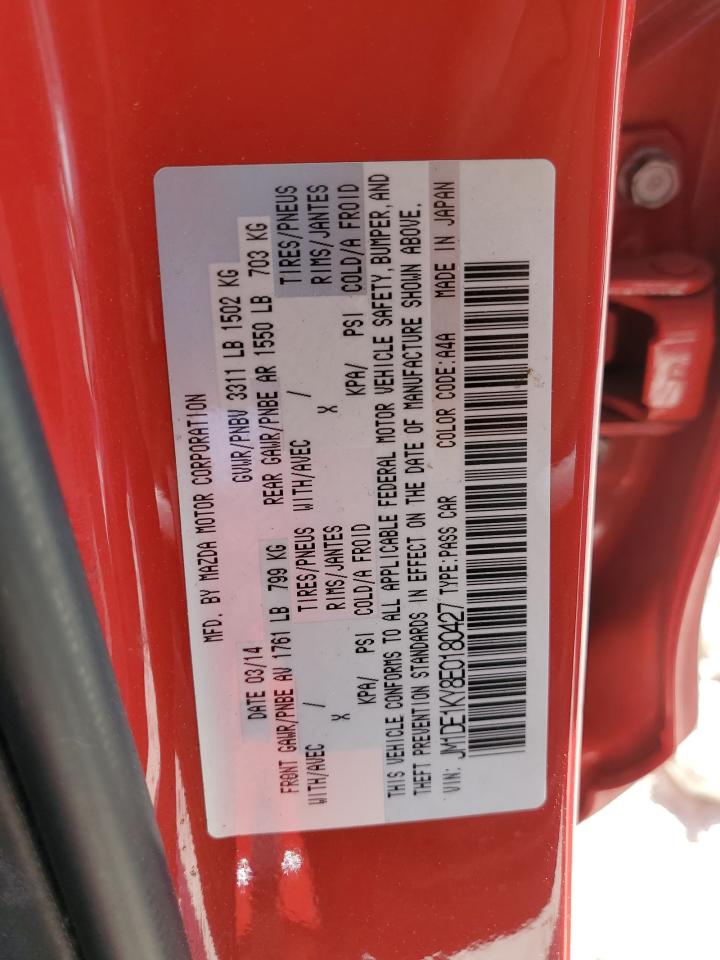 MFD. BY MAZDA MOTOR CORPORATION
DATE 03/14 GVWR/PNBV 3311 LB 1502 KG
FRONT GAWR/PNBE AV 1761 LB 799 KG REAR GAWR/PNBE AR 1550 LB 703 KG
WITH/AVEC / TIRES/PNEUS WITH/AVEC / TIRES/PNEUS
X RIMS/JANTES X RIMS/JANTES
KPA/ PSI COLD/A FROID KPA/ PSI COLD/A FROID
THIS VEHICLE CONFORMS TO ALL APPLICABLE FEDERAL MOTOR VEHICLE SAFETY, BUMPER, AND
THEFT PREVENTION STANDARDS IN EFFECT ON THE DATE OF MANUFACTURE SHOWN ABOVE.
VIN: JM1DE1KY8E0180427 TYPE:PASS CAR COLOR CODE:A4A MADE IN JAPAN